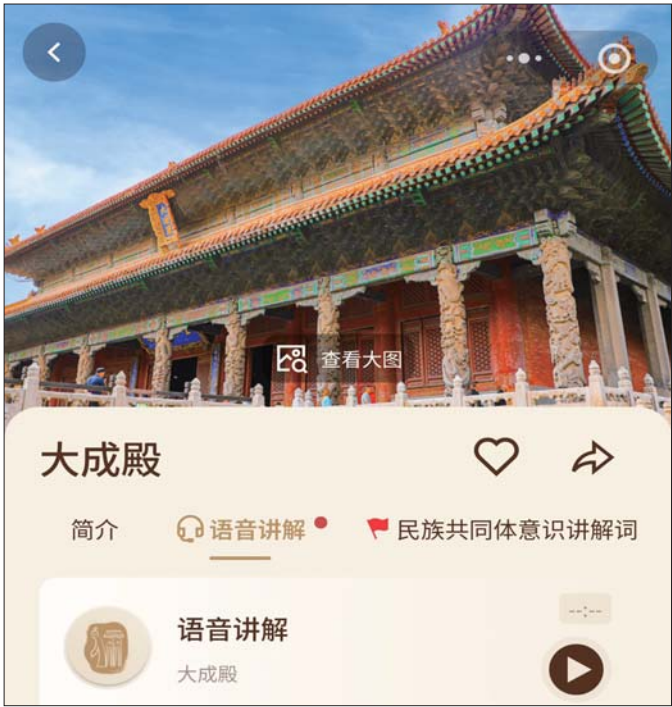 查看大图
大成殿
简介 语音讲解 民族共同体意识讲解词
语音讲解
--:--
大成殿